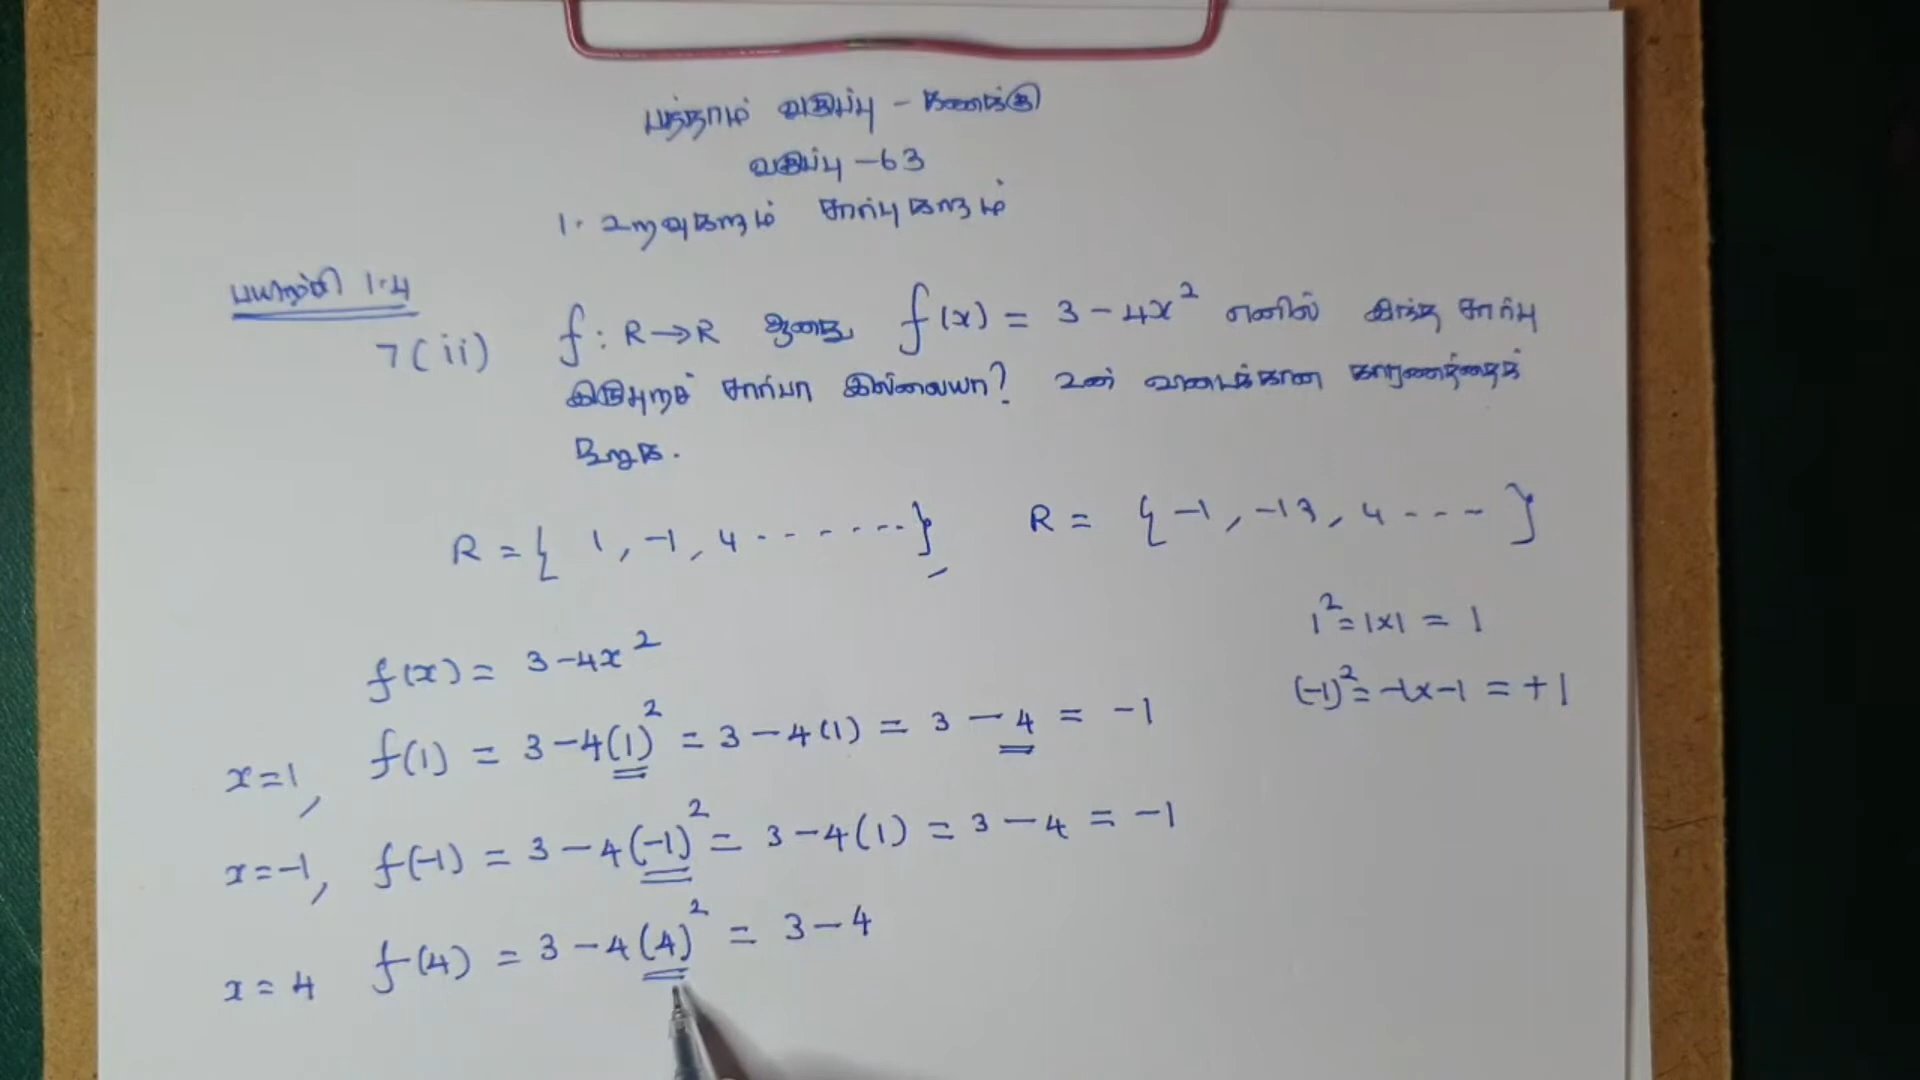 பத்தாம் வகுப்பு - கணக்கு
வகுப்பு -63
1. உறவுகளும் சார்புகளும்
பயிற்சி 1.4
7(ii) f : R→R ஆனது f(x) = 3 - 4x² எனில் இந்த சார்பு
இருபுறச் சார்பா இல்லையா? உன் விடைக்கான காரணத்தைக்
கூறுக.
R = { 1, -1, 4 - - - - - - - }, R = { -1, -13, 4 - - - - }
1² = 1x1 = 1
f(x) = 3-4x²
(-1)² = -1x-1 = +1
x=1, f(1) = 3-4(1)² = 3-4(1) = 3-4 = -1
x=-1, f(-1) = 3-4(-1)² = 3-4(1) = 3-4 = -1
x=4 f(4) = 3-4(4)² = 3-4